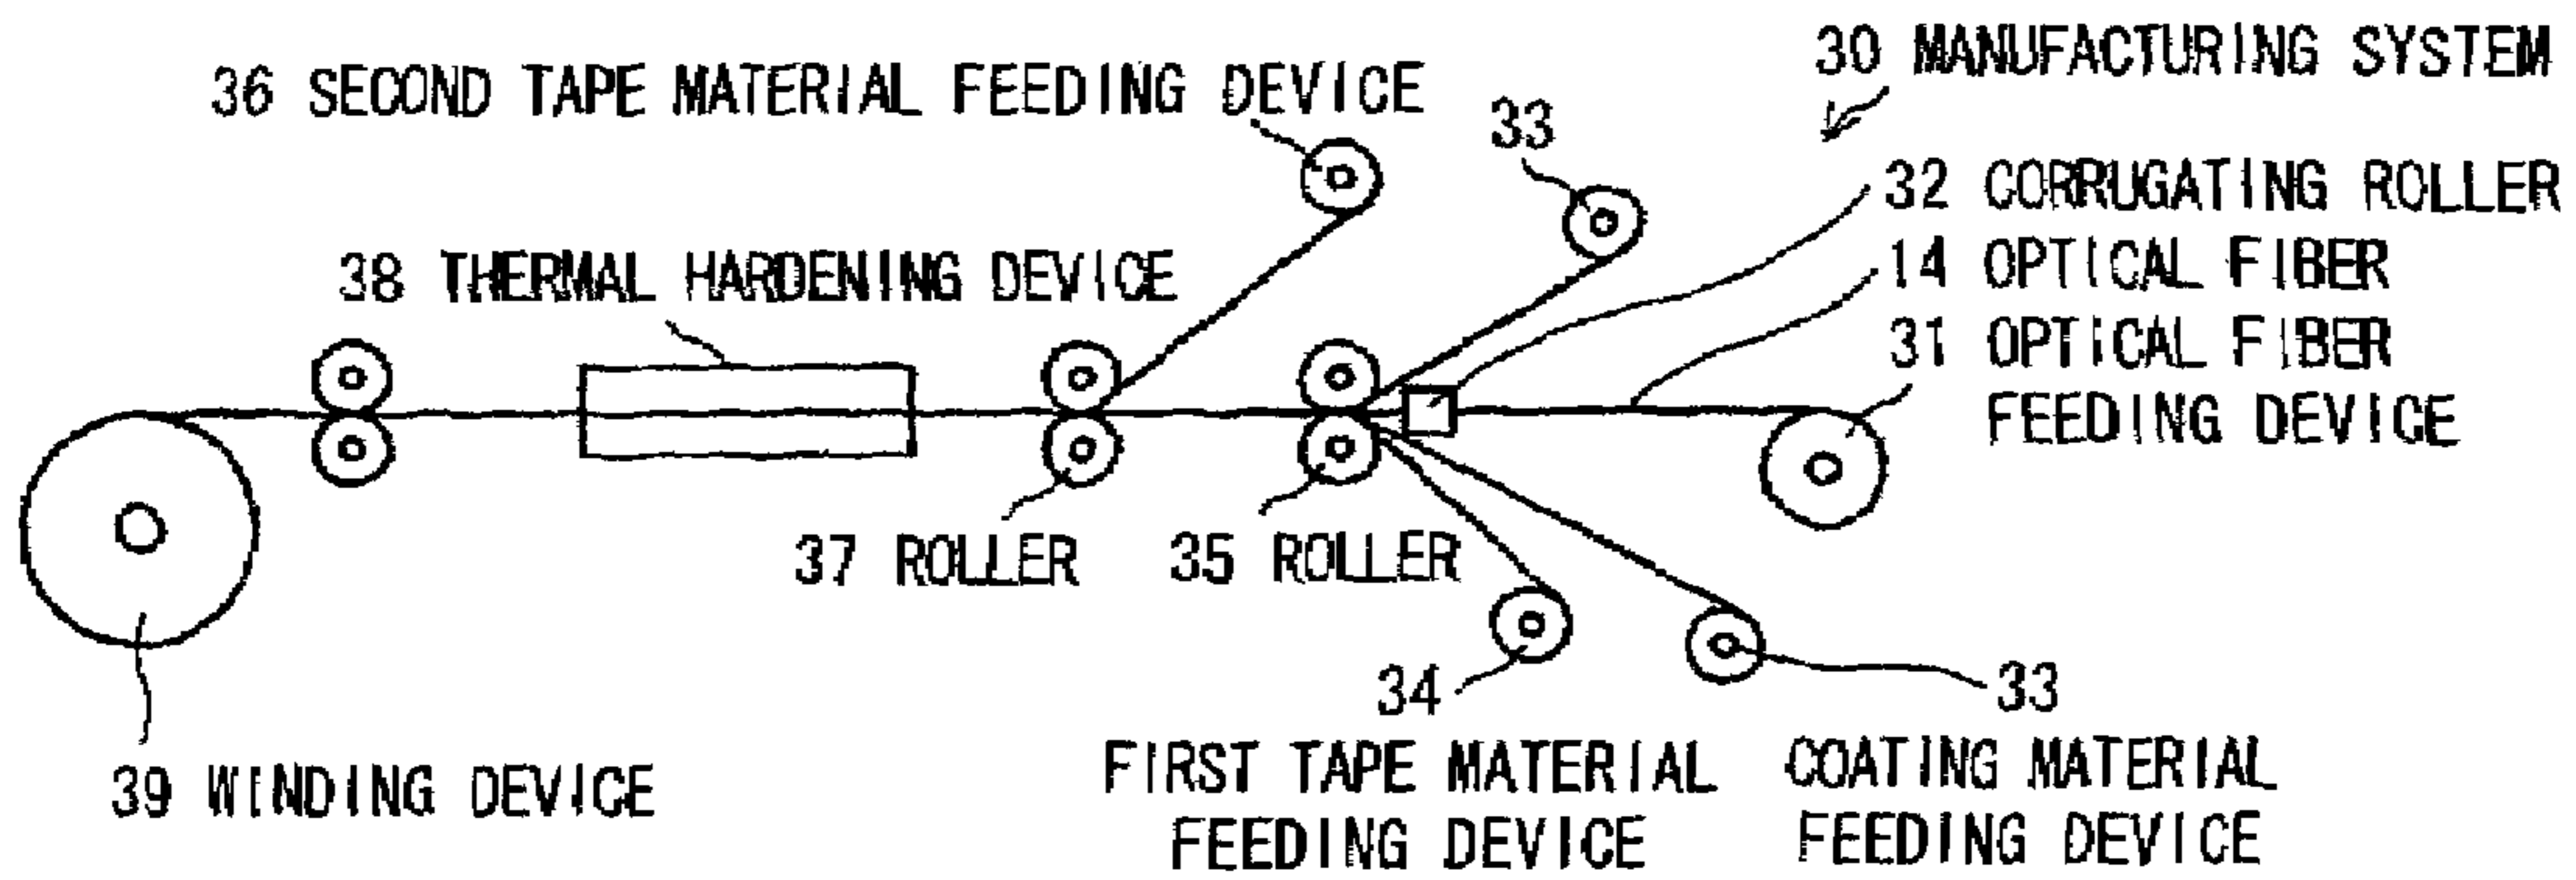 30 MANUFACTURING SYSTEM
36 SECOND TAPE MATERIAL FEEDING DEVICE
33
32 CORRUGATING ROLLER
14 OPTICAL FIBER
38 THERMAL HARDENING DEVICE
31 OPTICAL FIBER
FEEDING DEVICE
37 ROLLER
35 ROLLER
34
FIRST TAPE MATERIAL
FEEDING DEVICE
33
COATING MATERIAL
FEEDING DEVICE
39 WINDING DEVICE